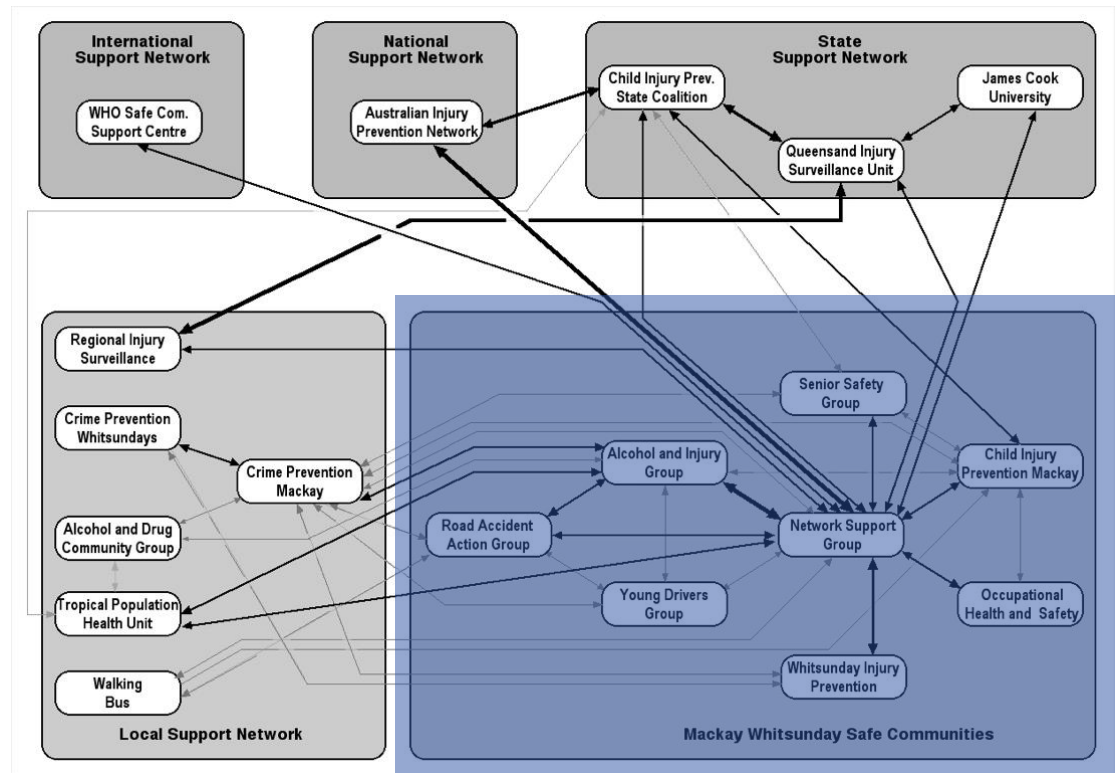 International
Support Network
WHO Safe Com.
Support Centre
National
Support Network
Australian Injury
Prevention Network
State
Support Network
Child Injury Prev.
State Coalition
James Cook
University
Queensand Injury
Surveillance Unit
Regional Injury
Surveillance
Crime Prevention
Whitsundays
Crime Prevention
Mackay
Alcohol and Drug
Community Group
Tropical Population
Health Unit
Walking
Bus
Local Support Network
Senior Safety
Group
Alcohol and Injury
Group
Child Injury
Prevention Mackay
Road Accident
Action Group
Network Support
Group
Young Drivers
Group
Occupational
Health and Safety
Whitsunday Injury
Prevention
Mackay Whitsunday Safe Communities